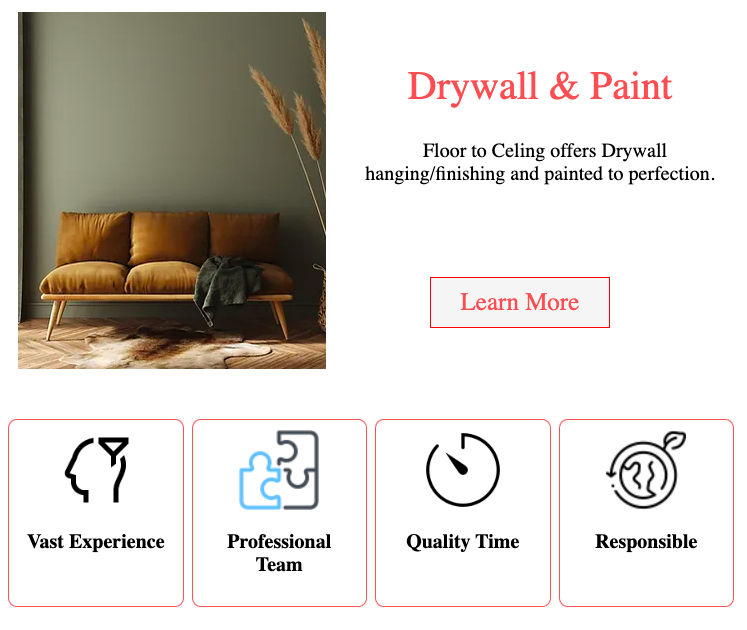 Drywall & Paint
Floor to Celing offers Drywall
hanging/finishing and painted to perfection.
Learn More
Vast Experience
Professional
Team
Quality Time
Responsible